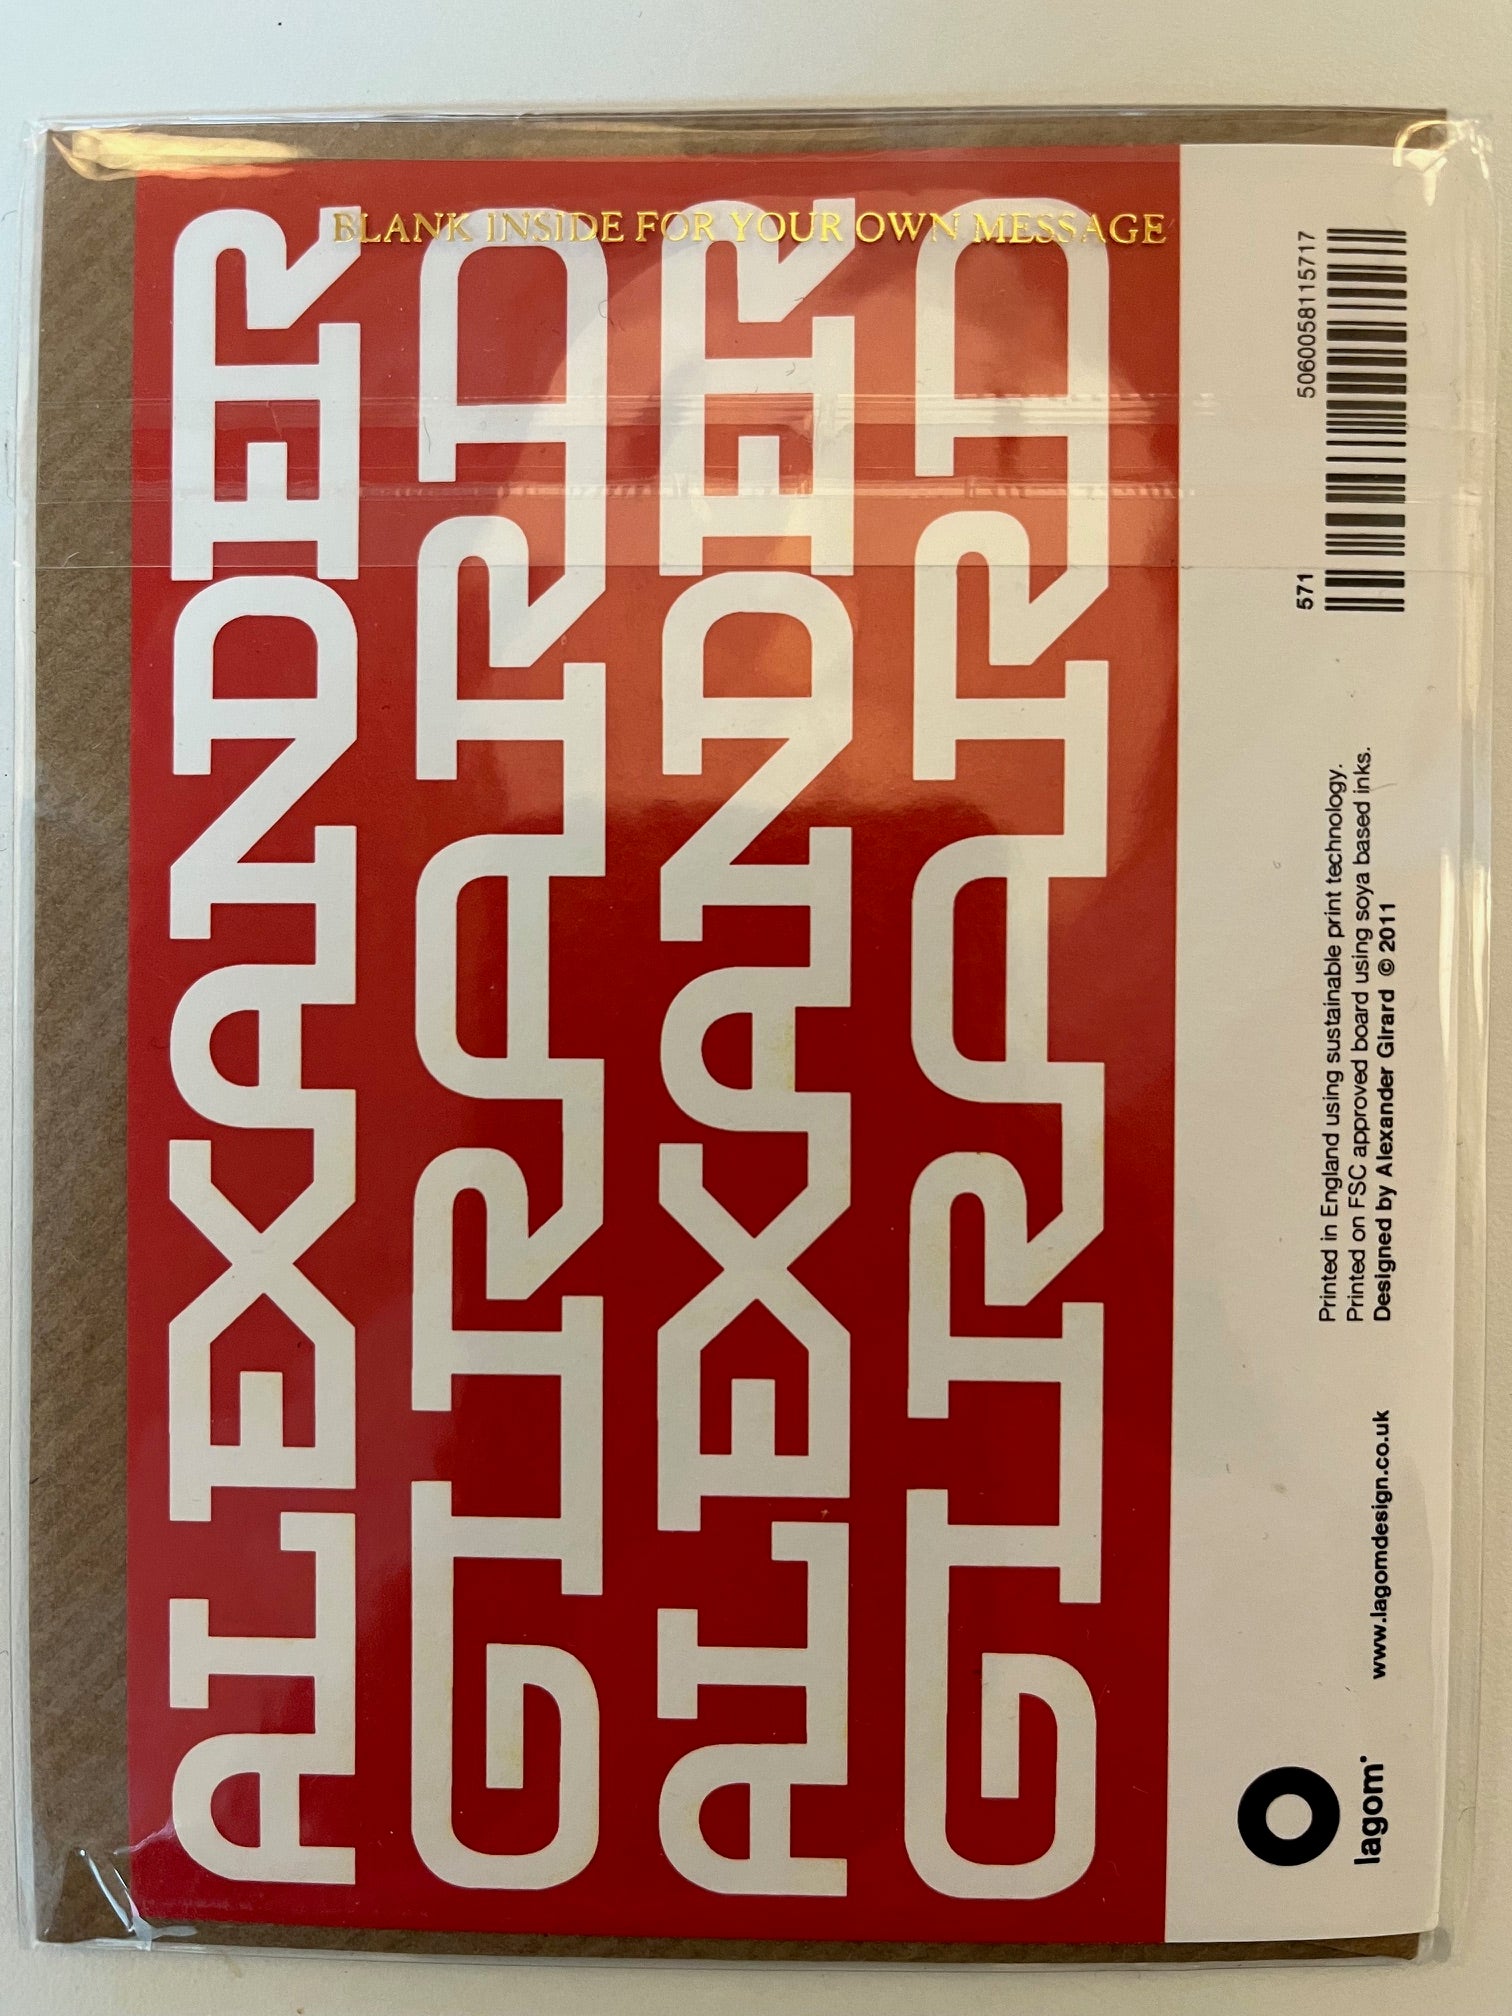 BLANK INSIDE FOR YOUR OWN MESSAGE
ALEXANDER
GIRARD
ALEXANDER
GIRARD
571
5060058115717
Printed in England using sustainable print technology.
Printed on FSC approved board using soya based inks.
Designed by Alexander Girard © 2011
www.lagomdesign.co.uk
lagom